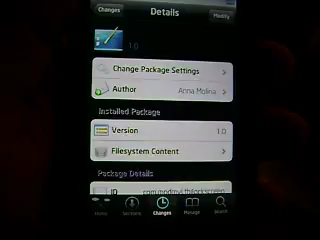 Changes
Details
Modify
1.0
Change Package Settings
Author
Anna Molina
Installed Package
Version
1.0
Filesystem Content
Package Details
ID
Home
Sections
Changes
Manage
Search